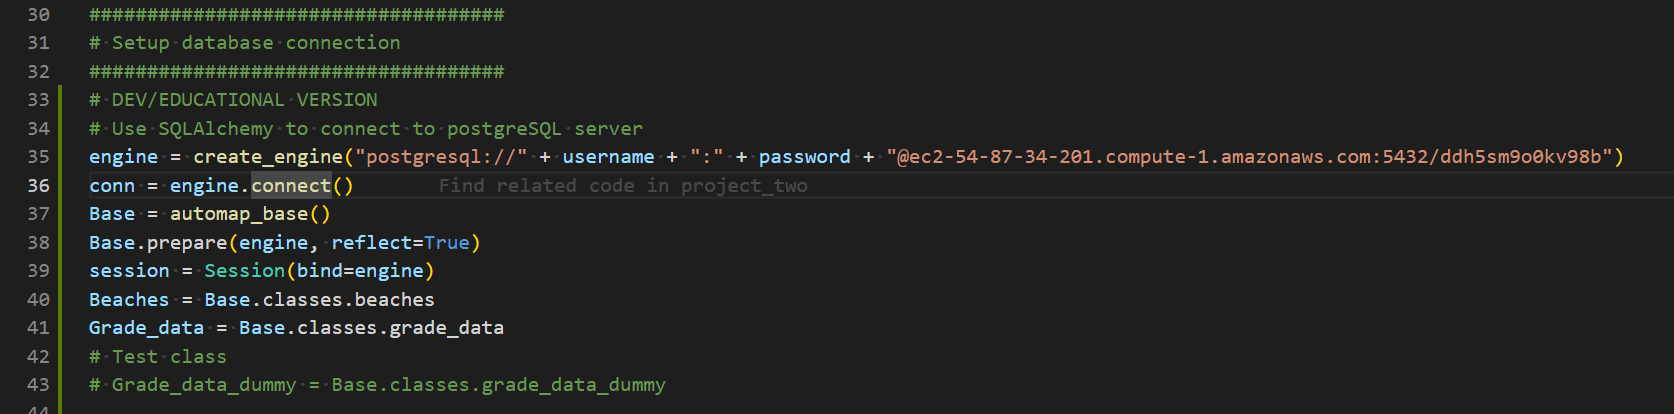 30 ####################################
31 # Setup database connection
32 ####################################
33 # DEV/EDUCATIONAL VERSION
34 # Use SQLAlchemy to connect to postgreSQL server
35 engine = create_engine("postgresql://" + username + ":" + password + "@ec2-54-87-34-201.compute-1.amazonaws.com:5432/ddh5sm9o0kv98b")
36 conn = engine.connect() Find related code in project_two
37 Base = automap_base()
38 Base.prepare(engine, reflect=True)
39 session = Session(bind=engine)
40 Beaches = Base.classes.beaches
41 Grade_data = Base.classes.grade_data
42 # Test class
43 # Grade_data_dummy = Base.classes.grade_data_dummy
44